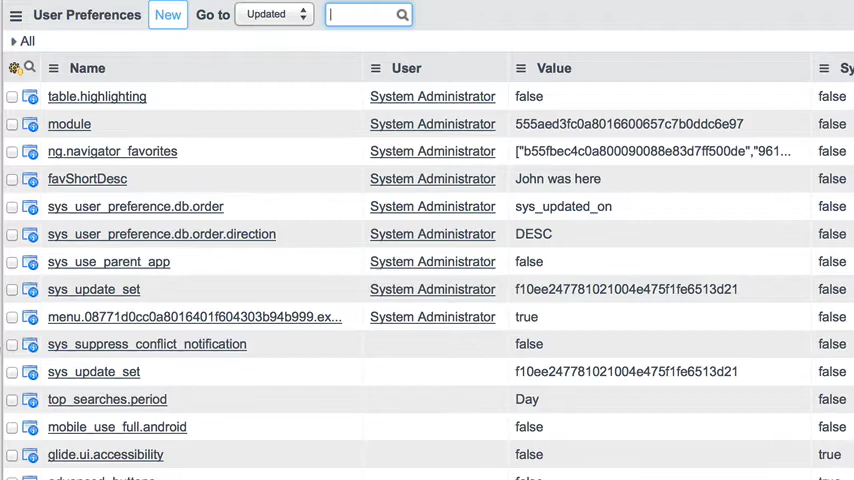 User Preferences New Go to Updated
All
Name User Value Sy
table.highlighting System Administrator false false
module System Administrator 555aed3fc0a8016600657c7b0ddc6e97 false
ng.navigator_favorites System Administrator ["b55fbec4c0a800090088e83d7ff500de","961... false
favShortDesc System Administrator John was here false
sys_user_preference.db.order System Administrator sys_updated_on false
sys_user_preference.db.order.direction System Administrator DESC false
sys_use_parent_app System Administrator false false
sys_update_set System Administrator f10ee247781021004e475f1fe6513d21 false
menu.08771d0cc0a8016401f604303b94b999.ex... System Administrator true false
sys_suppress_conflict_notification false false
sys_update_set f10ee247781021004e475f1fe6513d21 false
top_searches.period Day false
mobile_use_full.android false false
glide.ui.accessibility false true